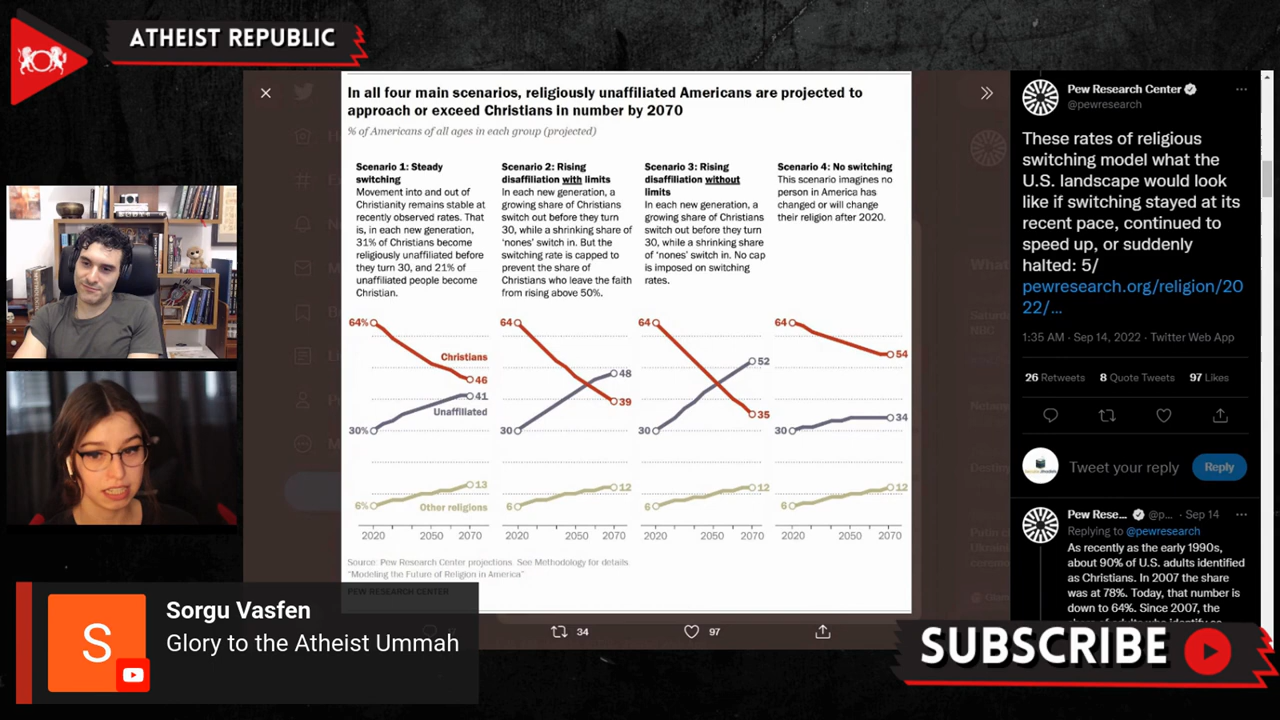 ATHEIST REPUBLIC
In all four main scenarios, religiously unaffiliated Americans are projected to
approach or exceed Christians in number by 2070
% of Americans of all ages in each group (projected)
Scenario 1: Steady
switching
Movement into and out of
Christianity remains stable at
recently observed rates. That
is, in each new generation,
31% of Christians become
religiously unaffiliated before
they turn 30, and 21% of
unaffiliated people become
Christian.
Scenario 2: Rising
disaffiliation with limits
In each new generation, a
growing share of Christians
switch out before they turn
30, while a shrinking share of
'nones' switch in. But the
switching rate is capped to
prevent the share of
Christians who leave the faith
from rising above 50%.
Scenario 3: Rising
disaffiliation without
limits
In each new generation, a
growing share of Christians
switch out before they turn
30, while a shrinking share
of 'nones' switch in. No cap
is imposed on switching
rates.
Scenario 4: No switching
This scenario imagines no
person in America has
changed or will change
their religion after 2020.
64%
Christians
46
41
Unaffiliated
30%
13
6%
Other religions
2020 2050 2070
64
48
39
30
12
6
2020 2050 2070
64
52
35
30
12
6
2020 2050 2070
64
54
34
30
12
6
2020 2050 2070
Source: Pew Research Center projections. See Methodology for details.
"Modeling the Future of Religion in America"
PEW RESEARCH CENTER
34
97
Pew Research Center
@pewresearch
These rates of religious
switching model what the
U.S. landscape would look
like if switching stayed at its
recent pace, continued to
speed up, or suddenly
halted: 5/
pewresearch.org/religion/20
22/…
1:35 AM · Sep 14, 2022 · Twitter Web App
26 Retweets 8 Quote Tweets 97 Likes
Tweet your reply
Reply
Pew Rese... @p... · Sep 14
Replying to @pewresearch
As recently as the early 1990s,
about 90% of U.S. adults identified
as Christians. In 2007 the share
was at 78%. Today, that number is
down to 64%. Since 2007, the
S
Sorgu Vasfen
Glory to the Atheist Ummah
SUBSCRIBE